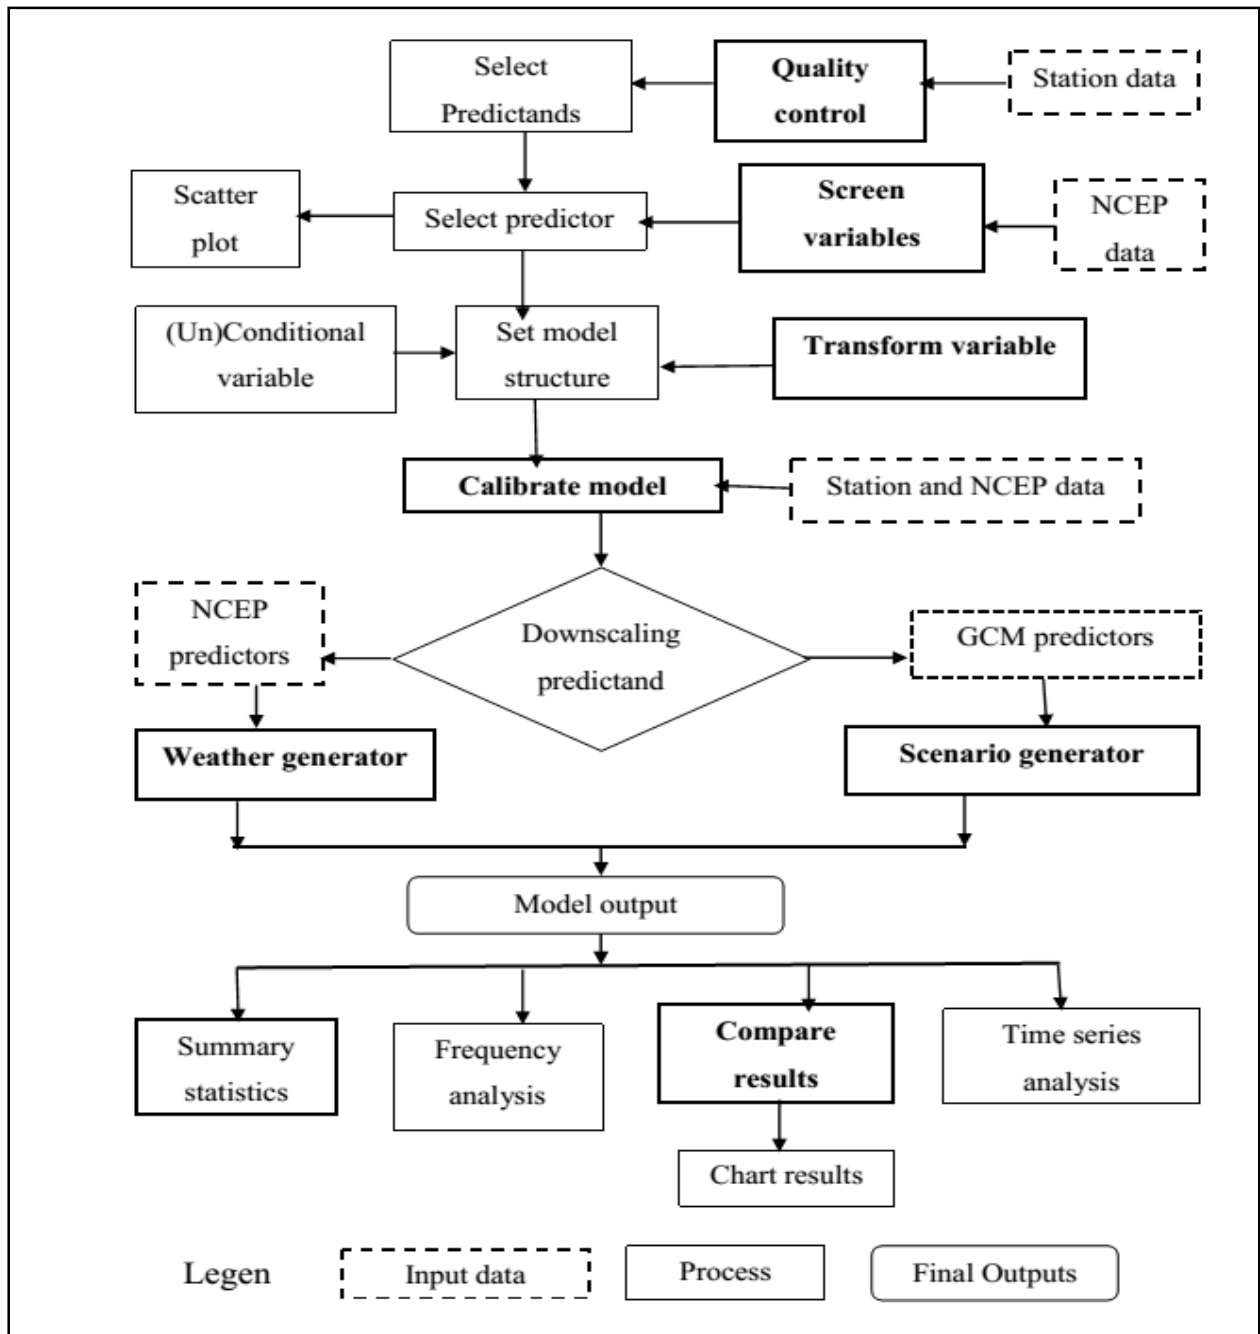 Select
Predictands
Quality
control
Station data
Scatter
plot
Select predictor
Screen
variables
NCEP
data
(Un)Conditional
variable
Set model
structure
Transform variable
Calibrate model
Station and NCEP data
NCEP
predictors
Downscaling
predictand
GCM predictors
Weather generator
Scenario generator
Model output
Summary
statistics
Frequency
analysis
Compare
results
Time series
analysis
Chart results
Legen
Input data
Process
Final Outputs